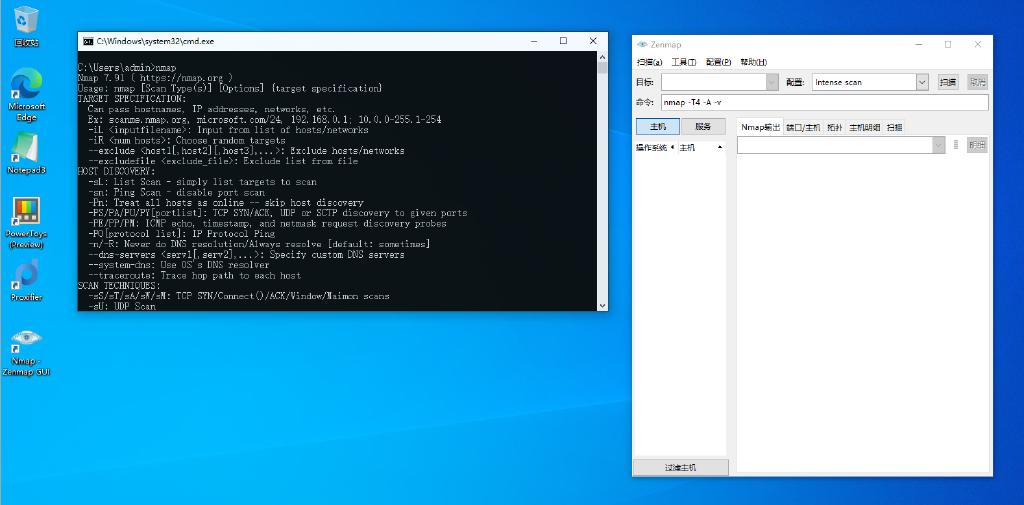 回收站
Microsoft
Edge
Notepad3
PowerToys
(Preview)
Proxifier
Nmap -
Zenmap GUI
C:\Windows\system32\cmd.exe
C:\Users\admin>nmap
Nmap 7.91 ( https://nmap.org )
Usage: nmap [Scan Type(s)] [Options] {target specification}
TARGET SPECIFICATION:
Can pass hostnames, IP addresses, networks, etc.
Ex: scanme.nmap.org, microsoft.com/24, 192.168.0.1; 10.0.0-255.1-254
-iL <inputfilename>: Input from list of hosts/networks
-iR <num hosts>: Choose random targets
--exclude <host1[,host2][,host3],...>: Exclude hosts/networks
--excludefile <exclude_file>: Exclude list from file
HOST DISCOVERY:
-sL: List Scan - simply list targets to scan
-sn: Ping Scan - disable port scan
-Pn: Treat all hosts as online -- skip host discovery
-PS/PA/PU/PY[portlist]: TCP SYN/ACK, UDP or SCTP discovery to given ports
-PE/PP/PM: ICMP echo, timestamp, and netmask request discovery probes
-PO[protocol list]: IP Protocol Ping
-n/-R: Never do DNS resolution/Always resolve [default: sometimes]
--dns-servers <serv1[,serv2],...>: Specify custom DNS servers
--system-dns: Use OS's DNS resolver
--traceroute: Trace hop path to each host
SCAN TECHNIQUES:
-sS/sT/sA/sW/sM: TCP SYN/Connect()/ACK/Window/Maimon scans
-sU: UDP Scan
Zenmap
扫描(a) 工具(T) 配置(P) 帮助(H)
目标: 配置: Intense scan 扫描 取消
命令: nmap -T4 -A -v
主机 服务 Nmap输出 端口/主机 拓扑 主机明细 扫描
操作系统 主机 明细
过滤主机